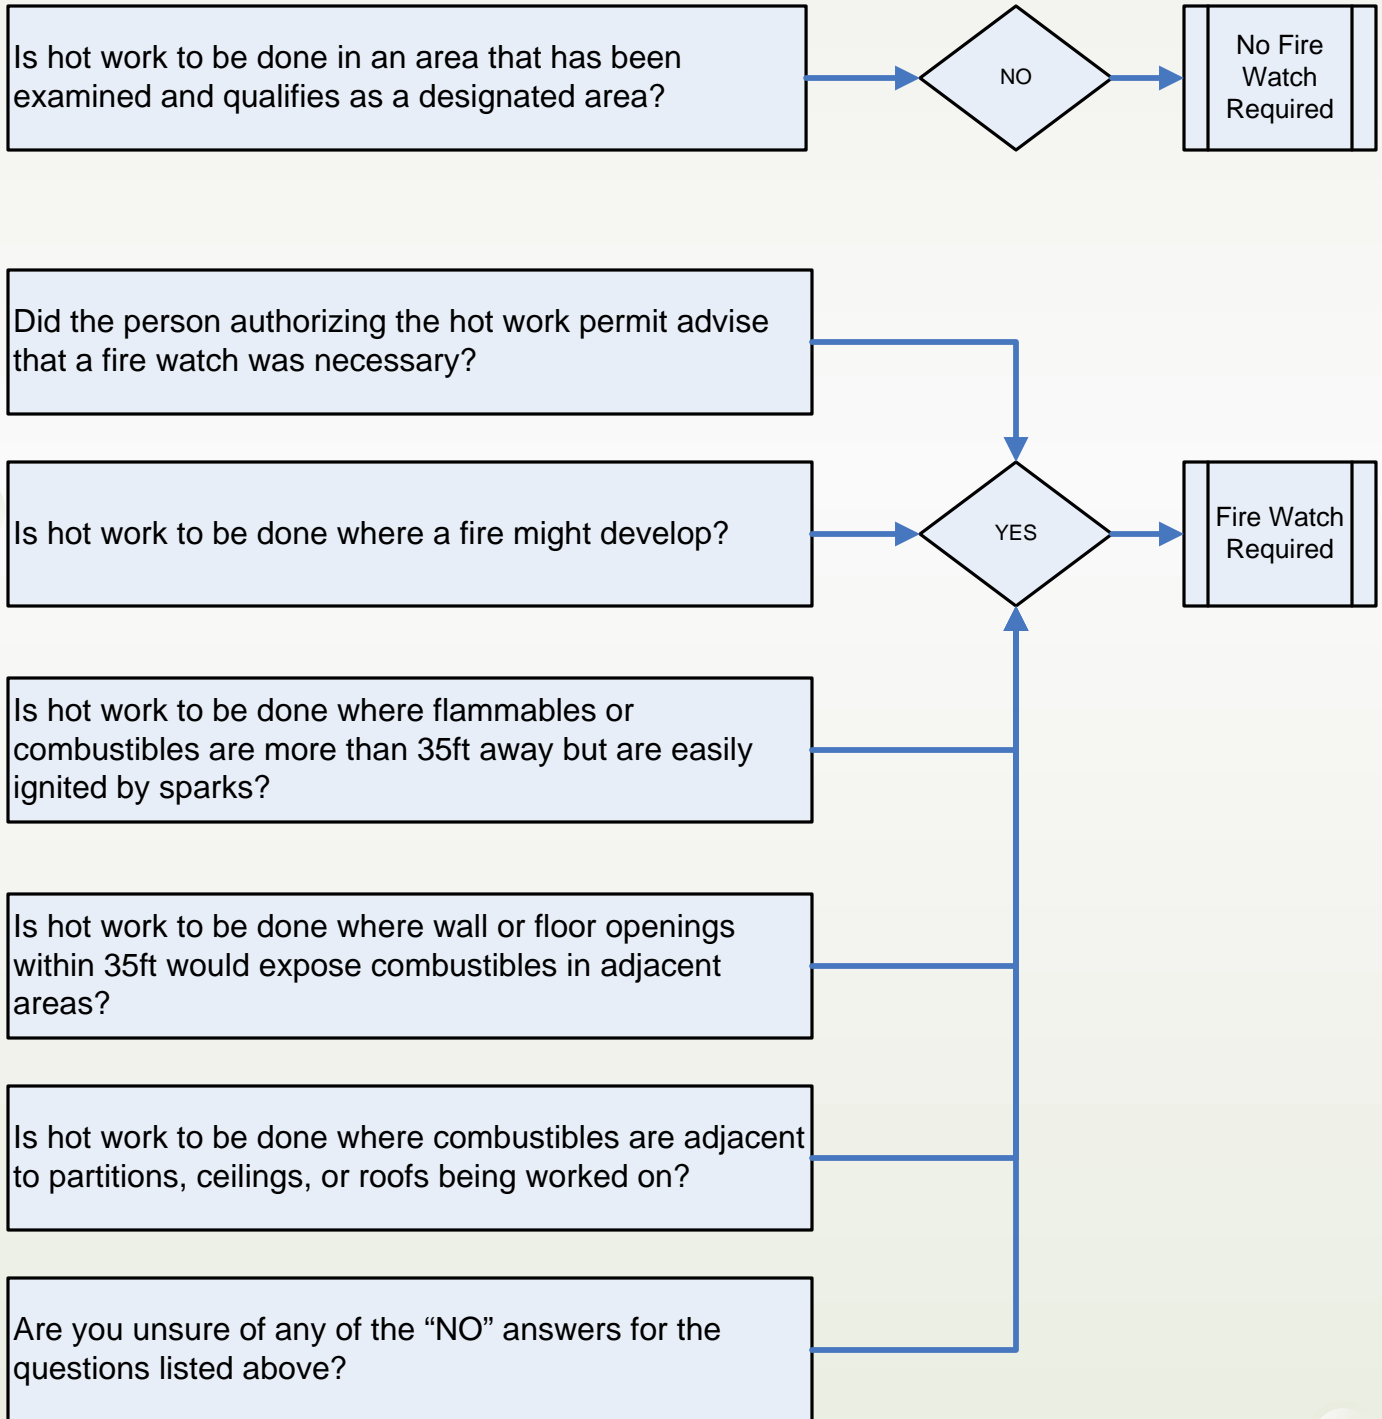 Is hot work to be done in an area that has been
examined and qualifies as a designated area?
NO
No Fire
Watch
Required
Did the person authorizing the hot work permit advise
that a fire watch was necessary?
Is hot work to be done where a fire might develop?
YES
Fire Watch
Required
Is hot work to be done where flammables or
combustibles are more than 35ft away but are easily
ignited by sparks?
Is hot work to be done where wall or floor openings
within 35ft would expose combustibles in adjacent
areas?
Is hot work to be done where combustibles are adjacent
to partitions, ceilings, or roofs being worked on?
Are you unsure of any of the “NO” answers for the
questions listed above?